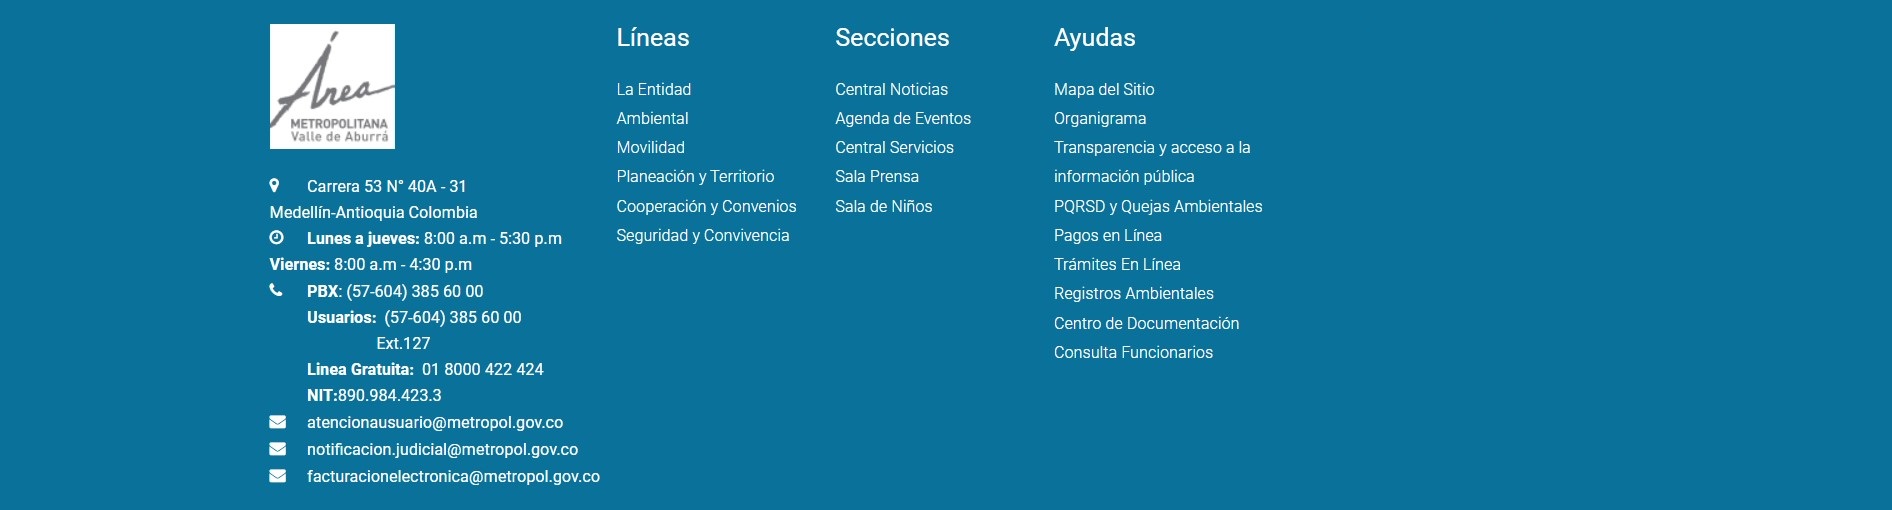 Área
METROPOLITANA
Valle de Aburrá
Carrera 53 N° 40A - 31
Medellín-Antioquia Colombia
Lunes a jueves: 8:00 a.m - 5:30 p.m
Viernes: 8:00 a.m - 4:30 p.m
PBX: (57-604) 385 60 00
Usuarios: (57-604) 385 60 00
Ext.127
Linea Gratuita: 01 8000 422 424
NIT:890.984.423.3
atencionausuario@metropol.gov.co
notificacion.judicial@metropol.gov.co
facturacionelectronica@metropol.gov.co
Líneas
La Entidad
Ambiental
Movilidad
Planeación y Territorio
Cooperación y Convenios
Seguridad y Convivencia
Secciones
Central Noticias
Agenda de Eventos
Central Servicios
Sala Prensa
Sala de Niños
Ayudas
Mapa del Sitio
Organigrama
Transparencia y acceso a la
información pública
PQRSD y Quejas Ambientales
Pagos en Línea
Trámites En Línea
Registros Ambientales
Centro de Documentación
Consulta Funcionarios